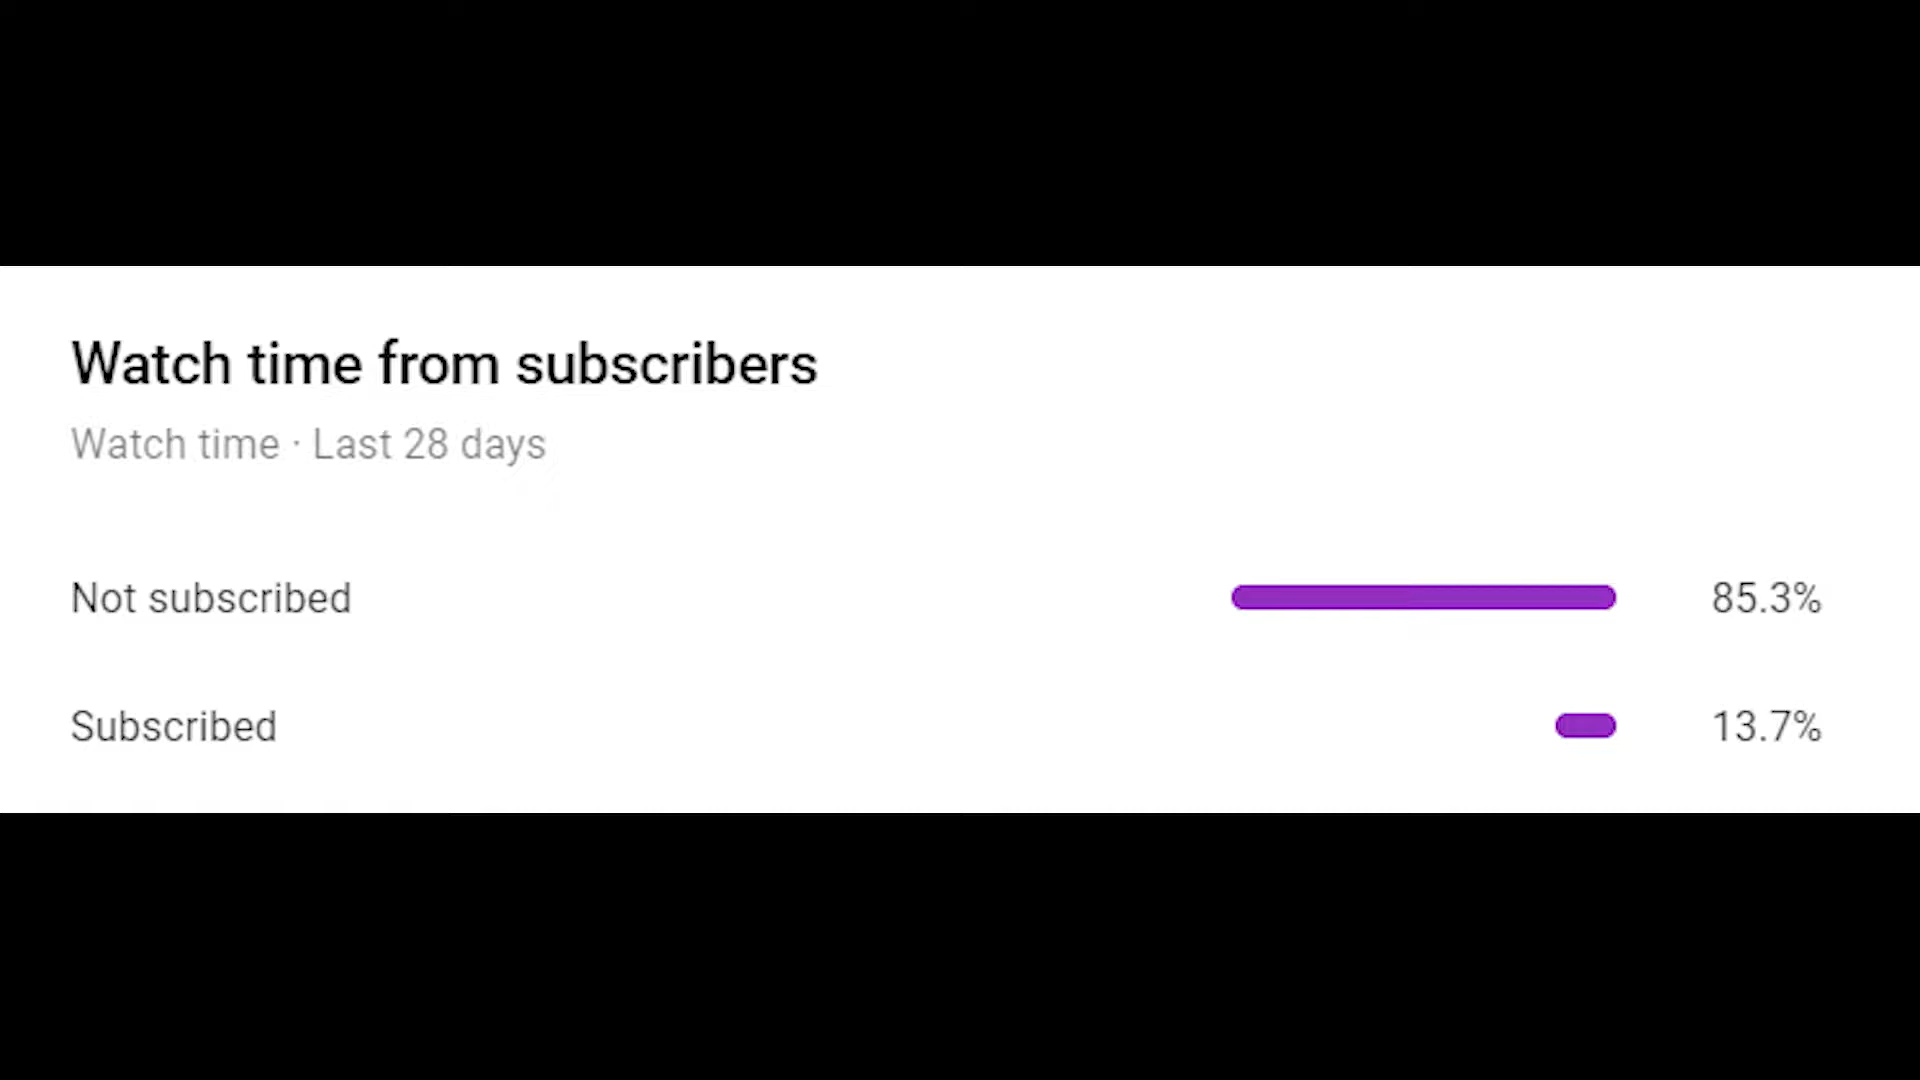 Watch time from subscribers
Watch time · Last 28 days
Not subscribed 85.3%
Subscribed 13.7%